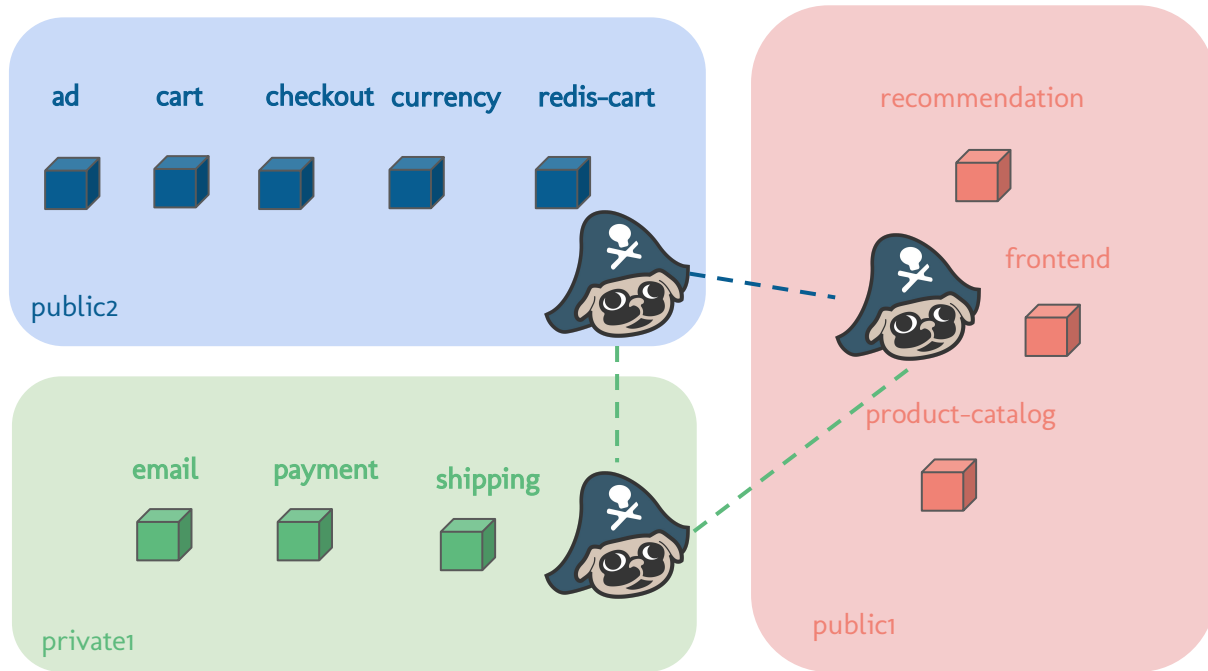 ad
cart
checkout
currency
redis-cart
public2
recommendation
frontend
product-catalog
public1
email
payment
shipping
private1